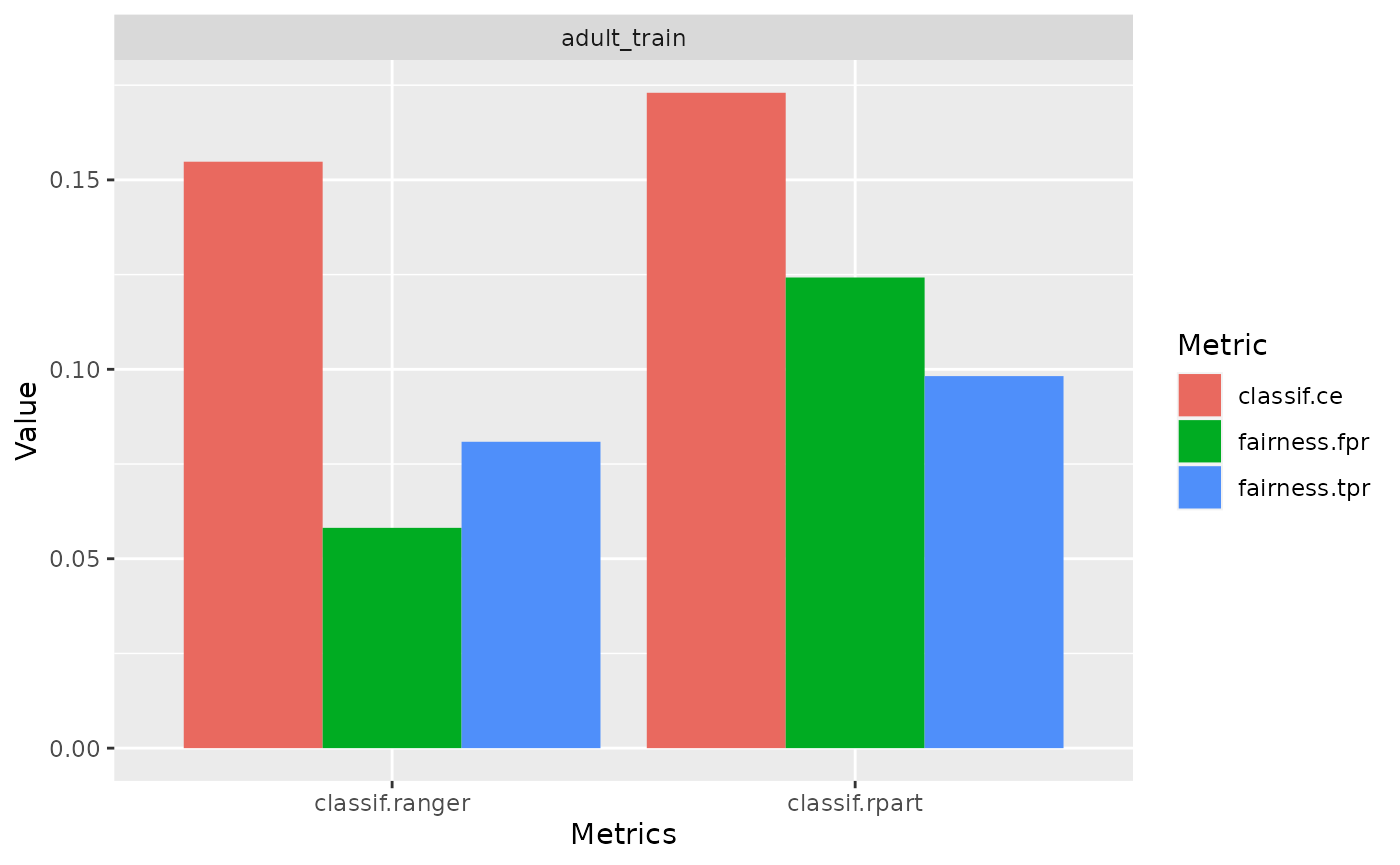 adult_train
Value
0.15
0.10
0.05
0.00
classif.ranger
classif.rpart
Metrics
Metric
classif.ce
fairness.fpr
fairness.tpr